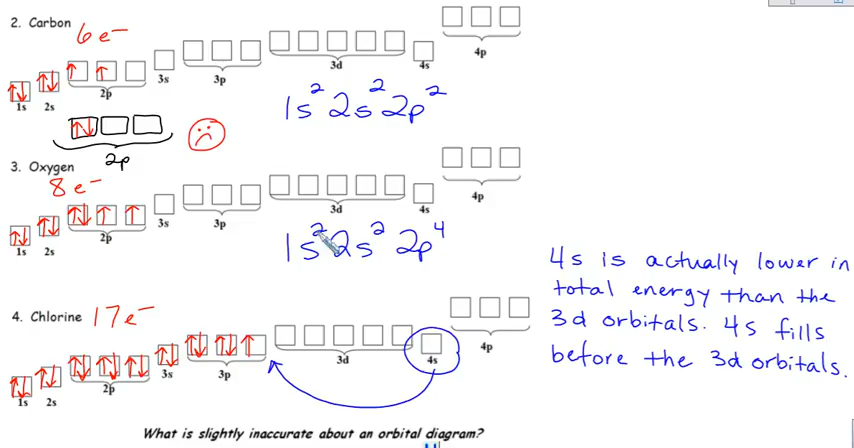 2. Carbon
6 e⁻
1s
2s
2p
3s
3p
3d
4s
4p
1s² 2s² 2p²
2p
3. Oxygen
8 e⁻
1s
2s
2p
3s
3p
3d
4s
4p
1s² 2s² 2p⁴
4. Chlorine
17 e⁻
1s
2s
2p
3s
3p
3d
4s
4p
4s is actually lower in
total energy than the
3d orbitals. 4s fills
before the 3d orbitals.
What is slightly inaccurate about an orbital diagram?